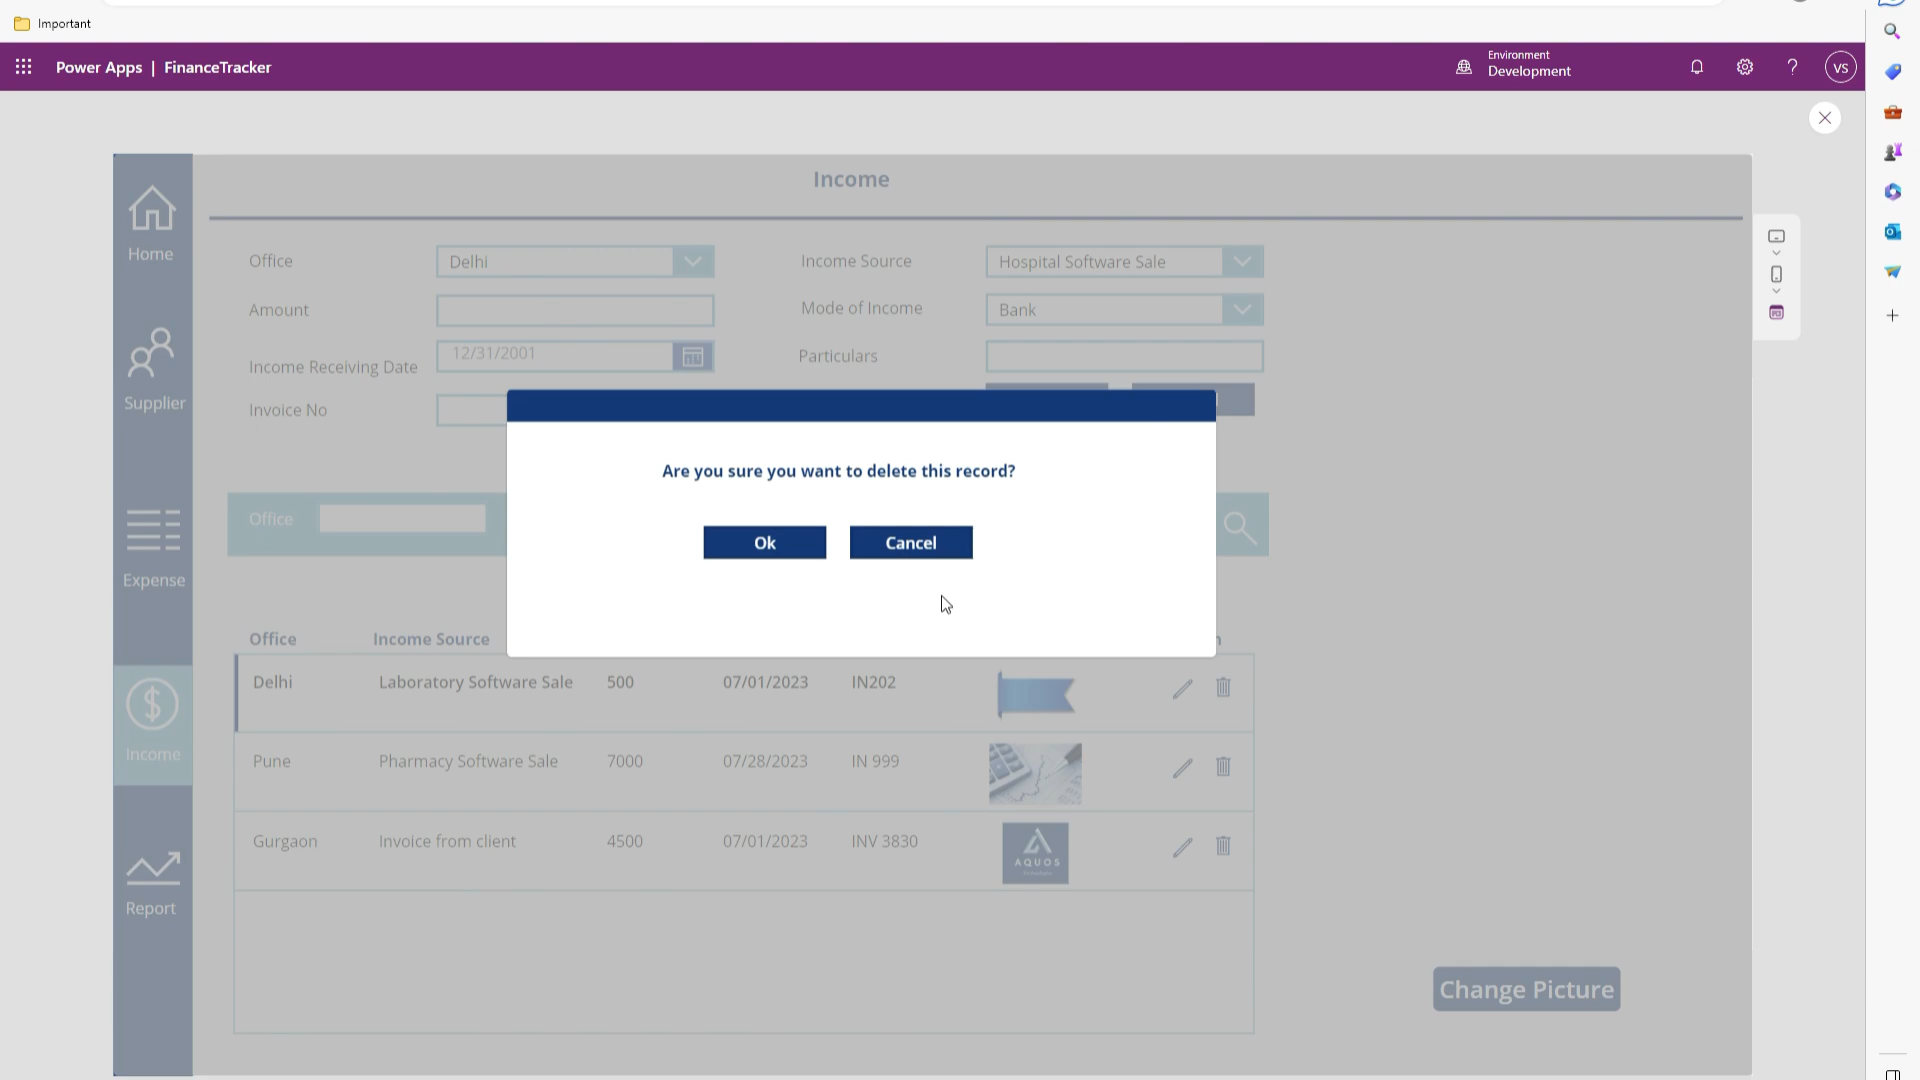 Important
Power Apps | FinanceTracker
Environment
Development
VS
Income
Home
Supplier
Expense
Income
Report
Office
Delhi
Income Source
Hospital Software Sale
Amount
Mode of Income
Bank
Income Receiving Date
12/31/2001
Particulars
Invoice No
Are you sure you want to delete this record?
Ok
Cancel
Office
Office Income Source
Delhi Laboratory Software Sale 500 07/01/2023 IN202
Pune Pharmacy Software Sale 7000 07/28/2023 IN 999
Gurgaon Invoice from client 4500 07/01/2023 INV 3830
AQUOS
Change Picture